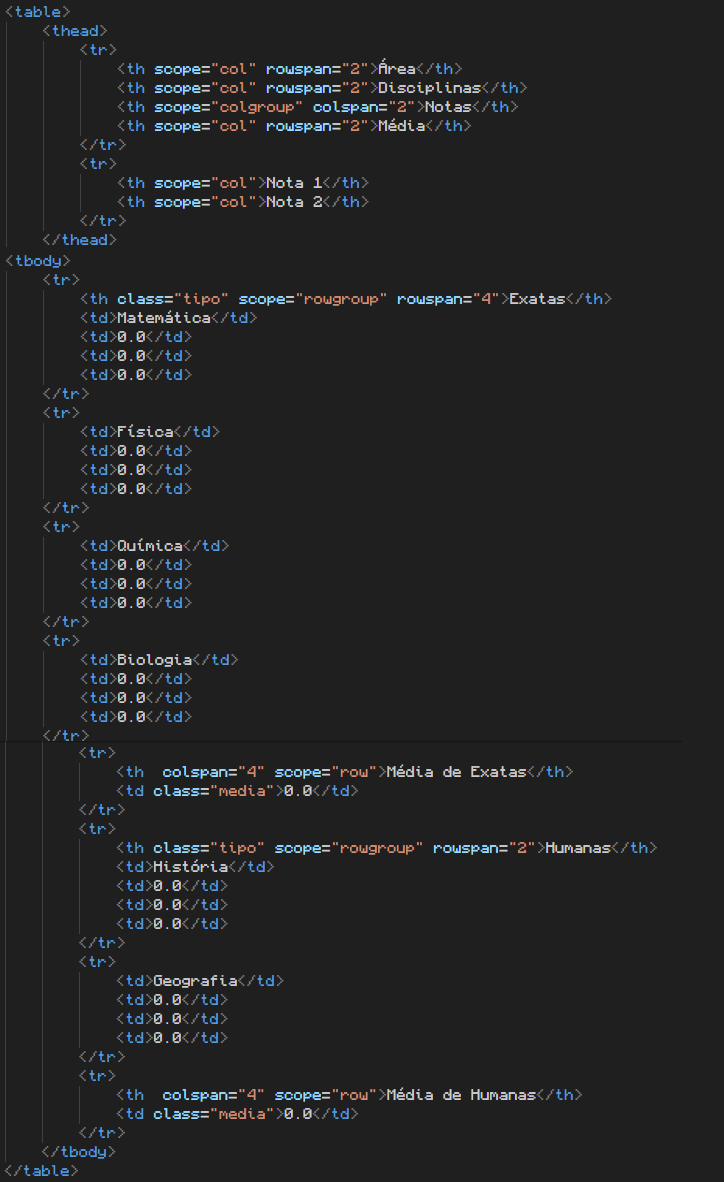 <table>
<thead>
<tr>
<th scope="col" rowspan="2">Área</th>
<th scope="col" rowspan="2">Disciplinas</th>
<th scope="colgroup" colspan="2">Notas</th>
<th scope="col" rowspan="2">Média</th>
</tr>
<tr>
<th scope="col">Nota 1</th>
<th scope="col">Nota 2</th>
</tr>
</thead>
<tbody>
<tr>
<th class="tipo" scope="rowgroup" rowspan="4">Exatas</th>
<td>Matemática</td>
<td>0.0</td>
<td>0.0</td>
<td>0.0</td>
</tr>
<tr>
<td>Física</td>
<td>0.0</td>
<td>0.0</td>
<td>0.0</td>
</tr>
<tr>
<td>Química</td>
<td>0.0</td>
<td>0.0</td>
<td>0.0</td>
</tr>
<tr>
<td>Biologia</td>
<td>0.0</td>
<td>0.0</td>
<td>0.0</td>
</tr>
<tr>
<th  colspan="4" scope="row">Média de Exatas</th>
<td class="media">0.0</td>
</tr>
<tr>
<th class="tipo" scope="rowgroup" rowspan="2">Humanas</th>
<td>História</td>
<td>0.0</td>
<td>0.0</td>
<td>0.0</td>
</tr>
<tr>
<td>Geografia</td>
<td>0.0</td>
<td>0.0</td>
<td>0.0</td>
</tr>
<tr>
<th  colspan="4" scope="row">Média de Humanas</th>
<td class="media">0.0</td>
</tr>
</tbody>
</table>